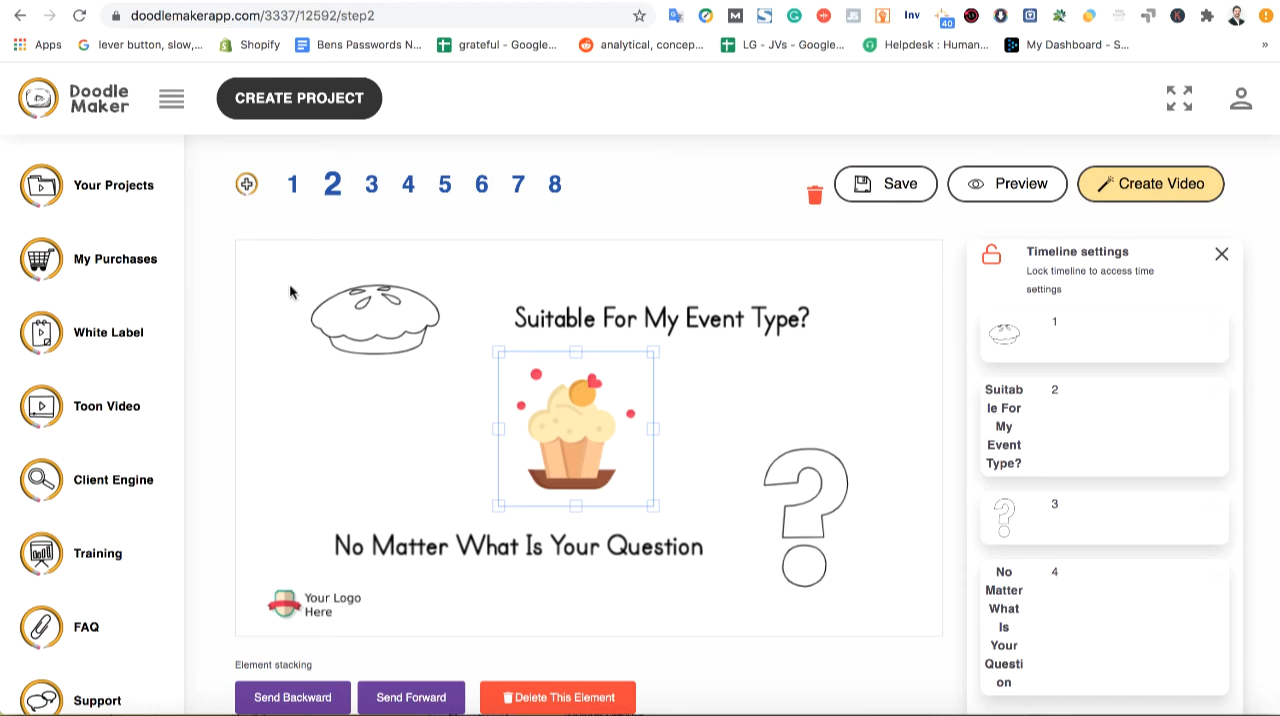 doodlemakerapp.com/3337/12592/step2
40
Inv
Apps
lever button, slow,...
Shopify
Bens Passwords N...
grateful - Google...
analytical, concep...
LG - JVs - Google...
Helpdesk : Human...
My Dashboard - S...
»
Doodle
Maker
CREATE PROJECT
Your Projects
My Purchases
White Label
Toon Video
Client Engine
Training
FAQ
Support
1 2 3 4 5 6 7 8
Save
Preview
Create Video
Suitable For My Event Type?
No Matter What Is Your Question
Your Logo
Here
Element stacking
Send Backward
Send Forward
Delete This Element
Timeline settings
Lock timeline to access time
settings
1
Suitab
le For
My
Event
Type?
2
3
No
Matter
What
Is
Your
Questi
on
4